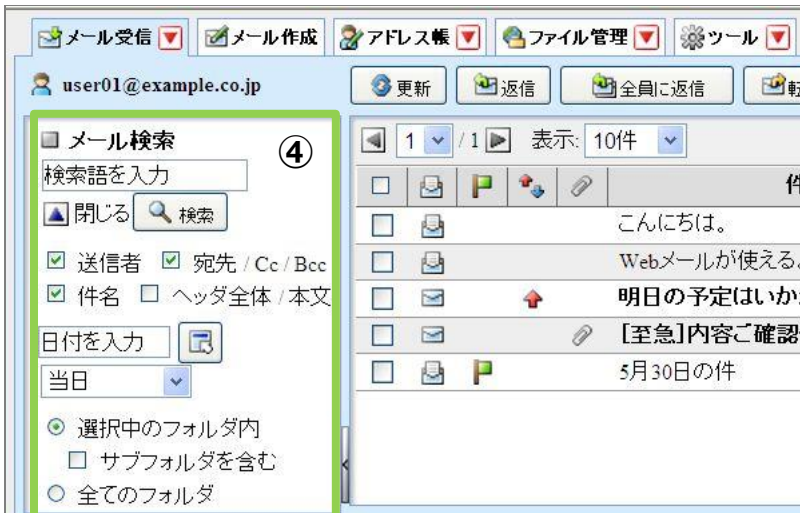 メール受信 メール作成 アドレス帳 ファイル管理 ツール
user01@example.co.jp 更新 返信 全員に返信
メール検索 ④
検索語を入力
閉じる 検索
送信者 宛先 / Cc / Bcc
件名 ヘッダ全体 / 本文
日付を入力
当日
選択中のフォルダ内
サブフォルダを含む
全てのフォルダ
1 / 1 表示: 10件
こんにちは。
Webメールが使える
明日の予定はいか
[至急]内容ご確認
5月30日の件